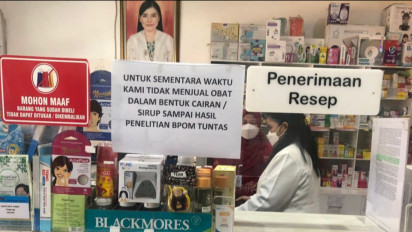 MOHON MAAF
BARANG YANG SUDAH DIBELI
TIDAK DAPAT DITUKAR / DIKEMBALIKAN
UNTUK SEMENTARA WAKTU
KAMI TIDAK MENJUAL OBAT
DALAM BENTUK CAIRAN /
SIRUP SAMPAI HASIL
PENELITIAN BPOM TUNTAS
Penerimaan
Resep
BLACKMORES